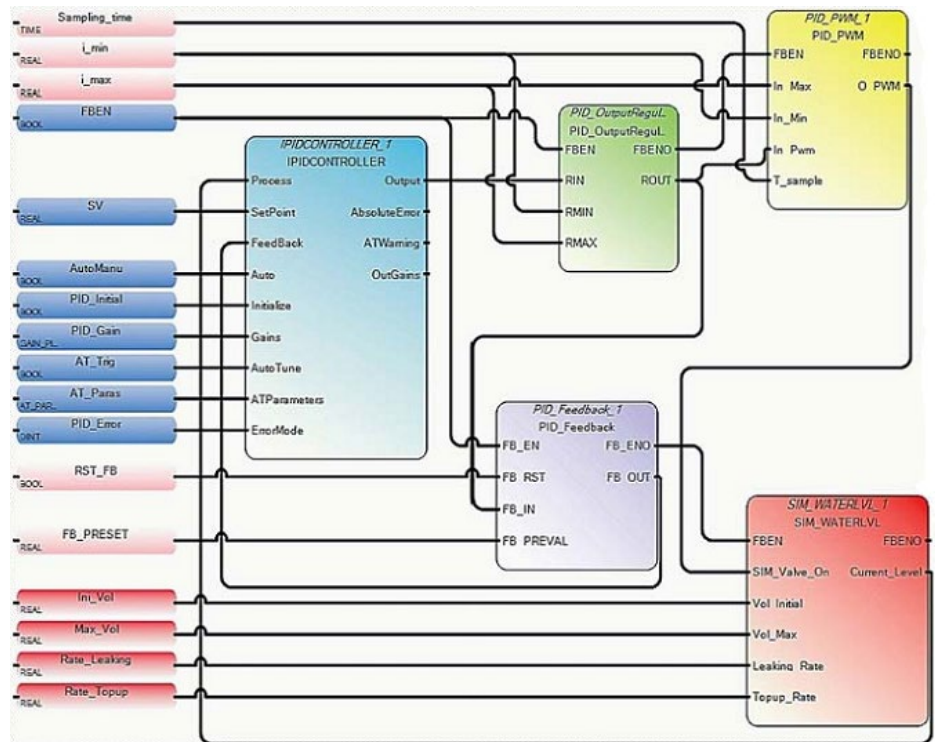 Sampling_time
TIME
i_min
REAL
i_max
REAL
FBEN
BOOL
SV
REAL
AutoManu
BOOL
PID_Initial
BOOL
PID_Gain
GAIN_PI..
AT_Trig
BOOL
AT_Paras
AT_PAR..
PID_Error
DINT
RST_FB
BOOL
FB_PRESET
REAL
Ini_Vol
REAL
Max_Vol
REAL
Rate_Leaking
REAL
Rate_Topup
REAL
IPIDCONTROLLER_1
IPIDCONTROLLER
Process Output
SetPoint AbsoluteError
FeedBack ATWarning
Auto OutGains
Initialize
Gains
AutoTune
ATParameters
ErrorMode
PID_OutputReguL.
PID_OutputReguL.
FBEN FBENO
RIN ROUT
RMIN
RMAX
PID_PWM_1
PID_PWM
FBEN FBENO
In_Max O_PWM
In_Min
In_Pwm
T_sample
PID_Feedback_1
PID_Feedback
FB_EN FB_ENO
FB_RST FB_OUT
FB_IN
FB_PREVAL
SIM_WATERLVL_1
SIM_WATERLVL
FBEN FBENO
SIM_Valve_On Current_Level
Vol_Initial
Vol_Max
Leaking_Rate
Topup_Rate